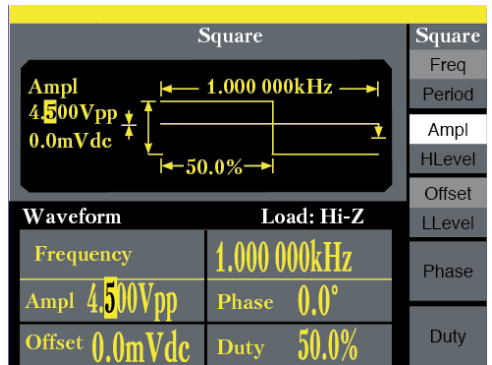 Square
Ampl
4.500Vpp
0.0mVdc
1.000 000kHz
50.0%
Waveform Load: Hi-Z
Frequency 1.000 000kHz
Ampl 4.500Vpp Phase 0.0°
Offset 0.0mVdc Duty 50.0%
Square
Freq
Period
Ampl
HLevel
Offset
LLevel
Phase
Duty